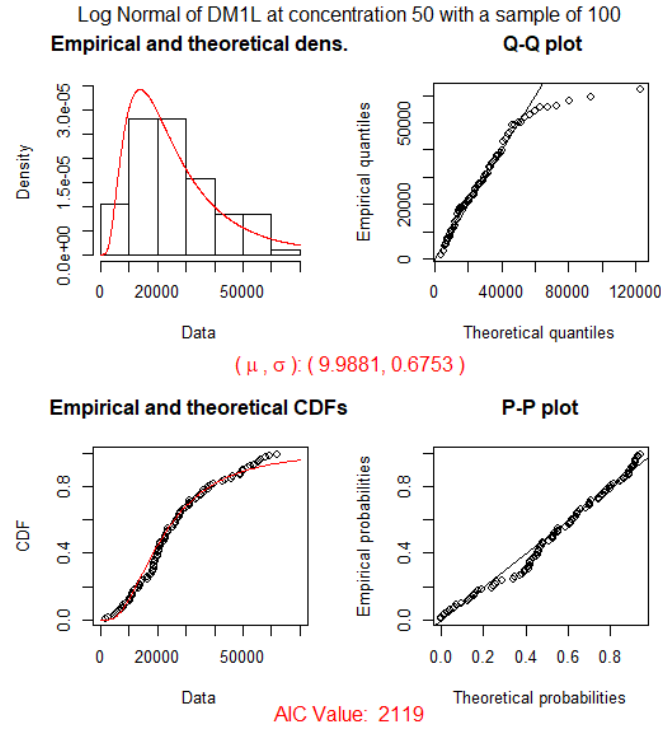 Log Normal of DM1L at concentration 50 with a sample of 100
Empirical and theoretical dens.
Density
0.0e+00 1.5e-05 3.0e-05
0 20000 50000
Data
Q-Q plot
Empirical quantiles
0 20000 50000
0 40000 80000 120000
Theoretical quantiles
( μ , σ ): ( 9.9881, 0.6753 )
Empirical and theoretical CDFs
CDF
0.0 0.4 0.8
0 20000 50000
Data
P-P plot
Empirical probabilities
0.0 0.4 0.8
0.0 0.2 0.4 0.6 0.8
Theoretical probabilities
AIC Value: 2119